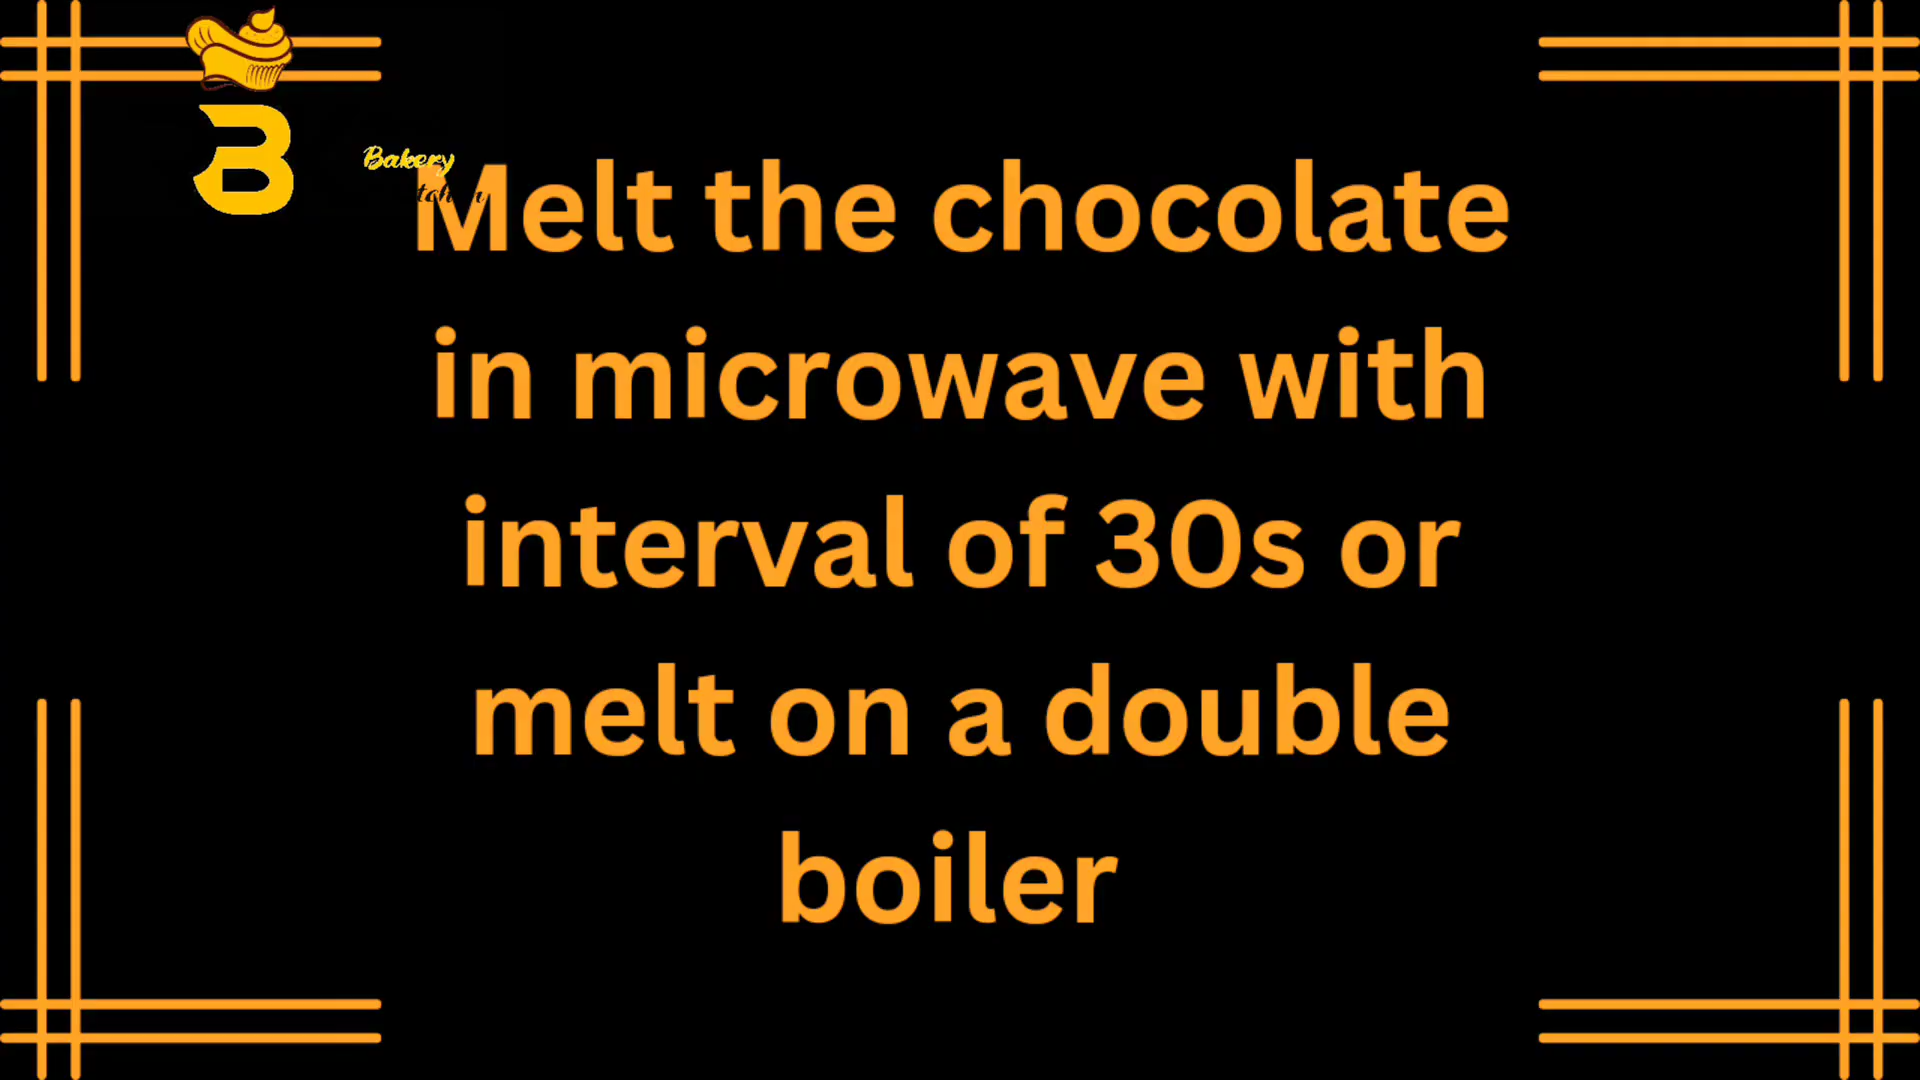 B
Bakery
Melt the chocolate
in microwave with
interval of 30s or
melt on a double
boiler